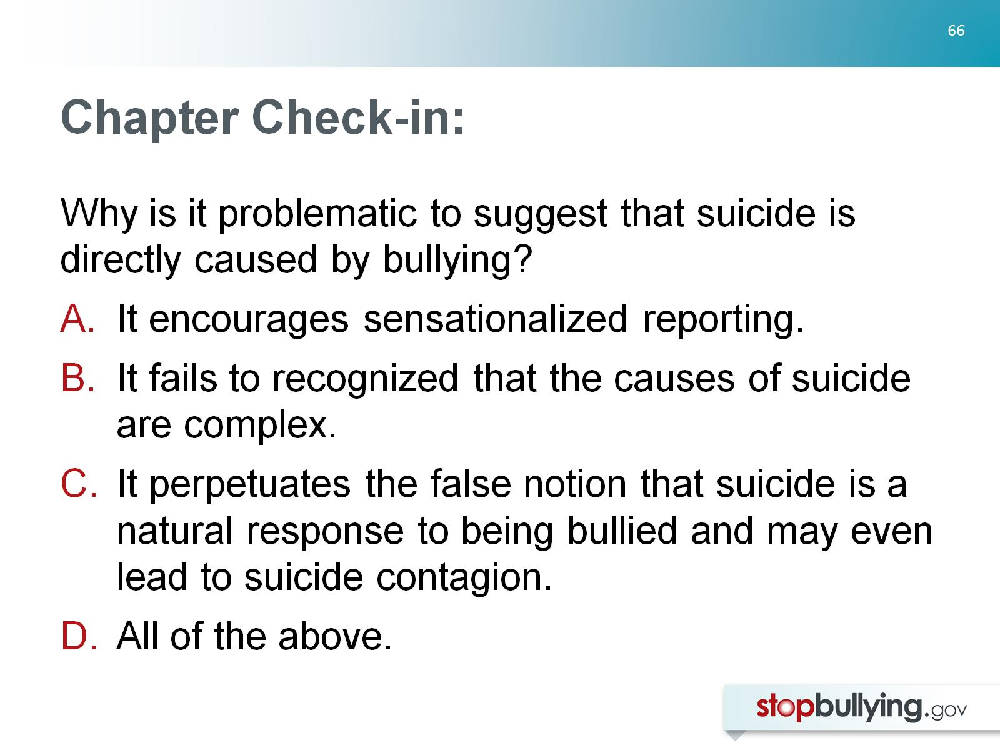 66
Chapter Check-in:
Why is it problematic to suggest that suicide is
directly caused by bullying?
A. It encourages sensationalized reporting.
B. It fails to recognized that the causes of suicide
are complex.
C. It perpetuates the false notion that suicide is a
natural response to being bullied and may even
lead to suicide contagion.
D. All of the above.
stopbullying.gov